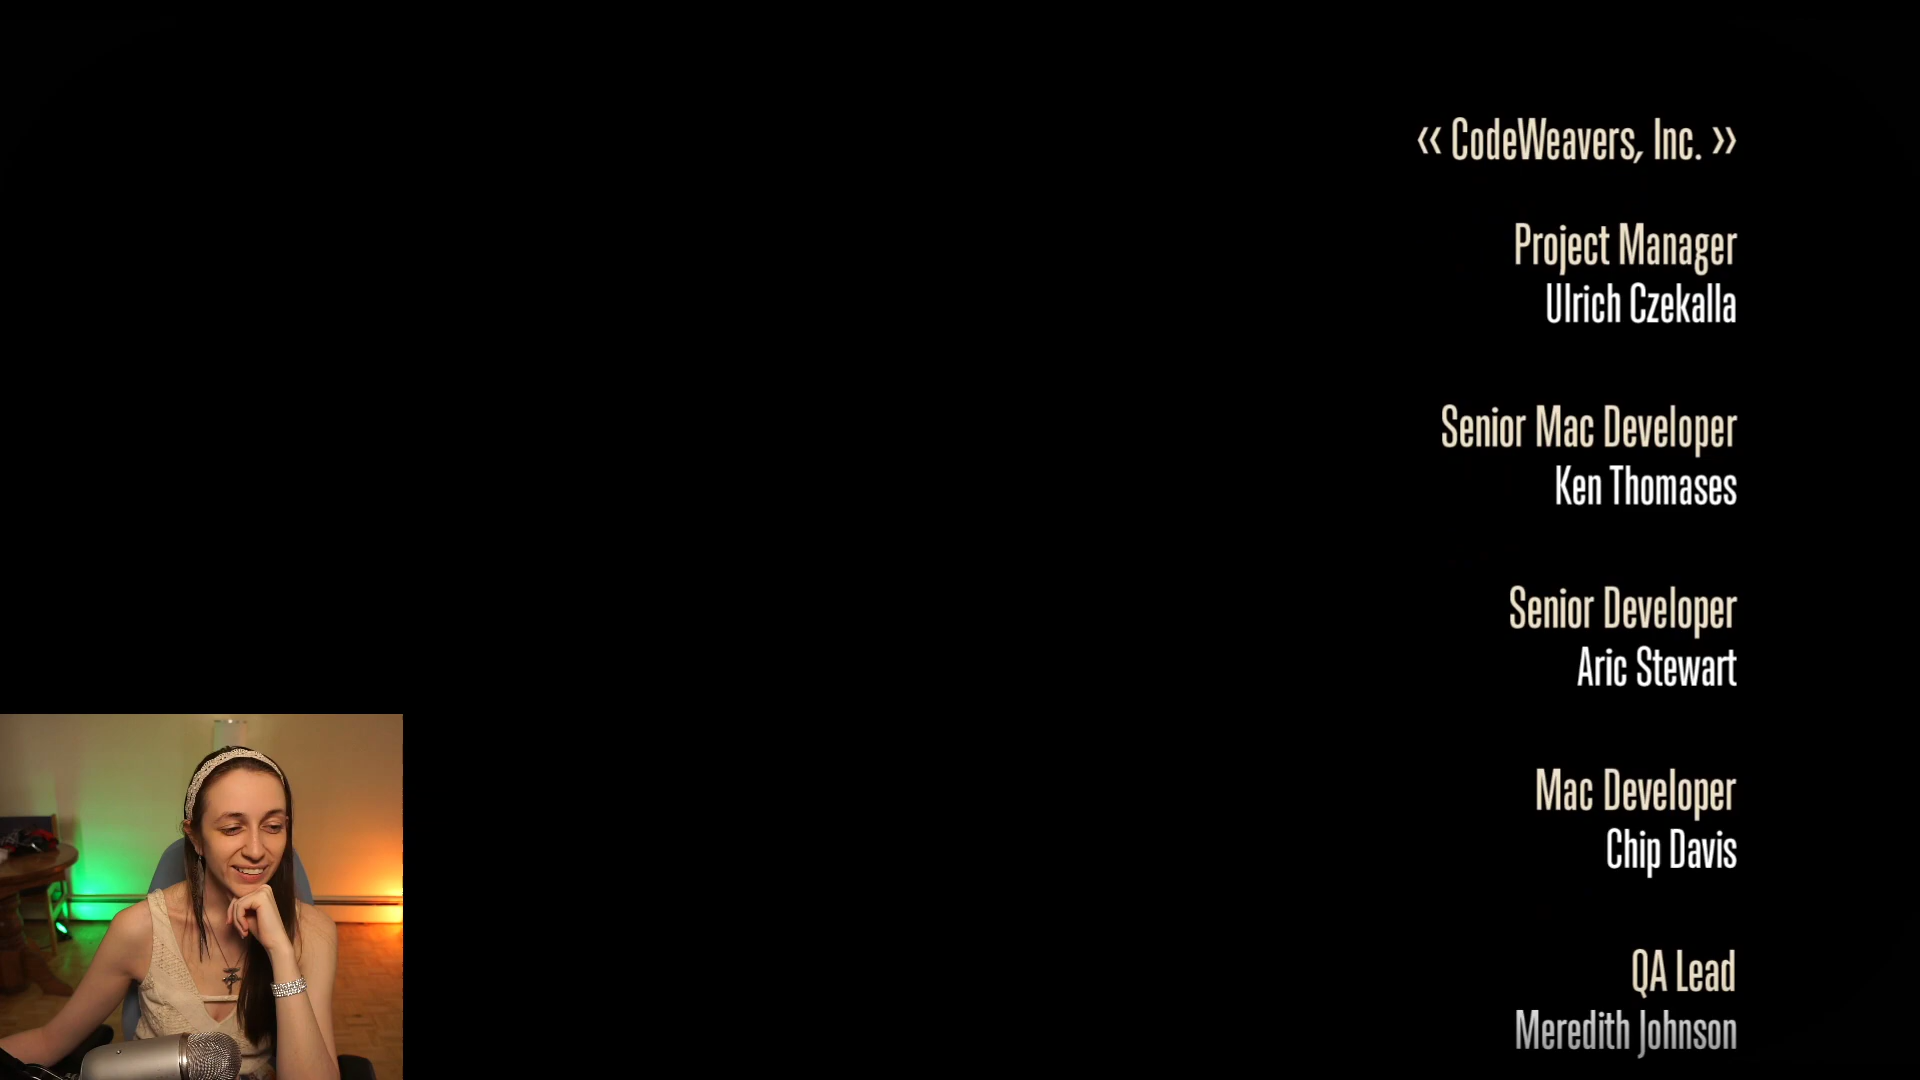 ‹‹ CodeWeavers, Inc. ››
Project Manager
Ulrich Czekalla
Senior Mac Developer
Ken Thomases
Senior Developer
Aric Stewart
Mac Developer
Chip Davis
QA Lead
Meredith Johnson